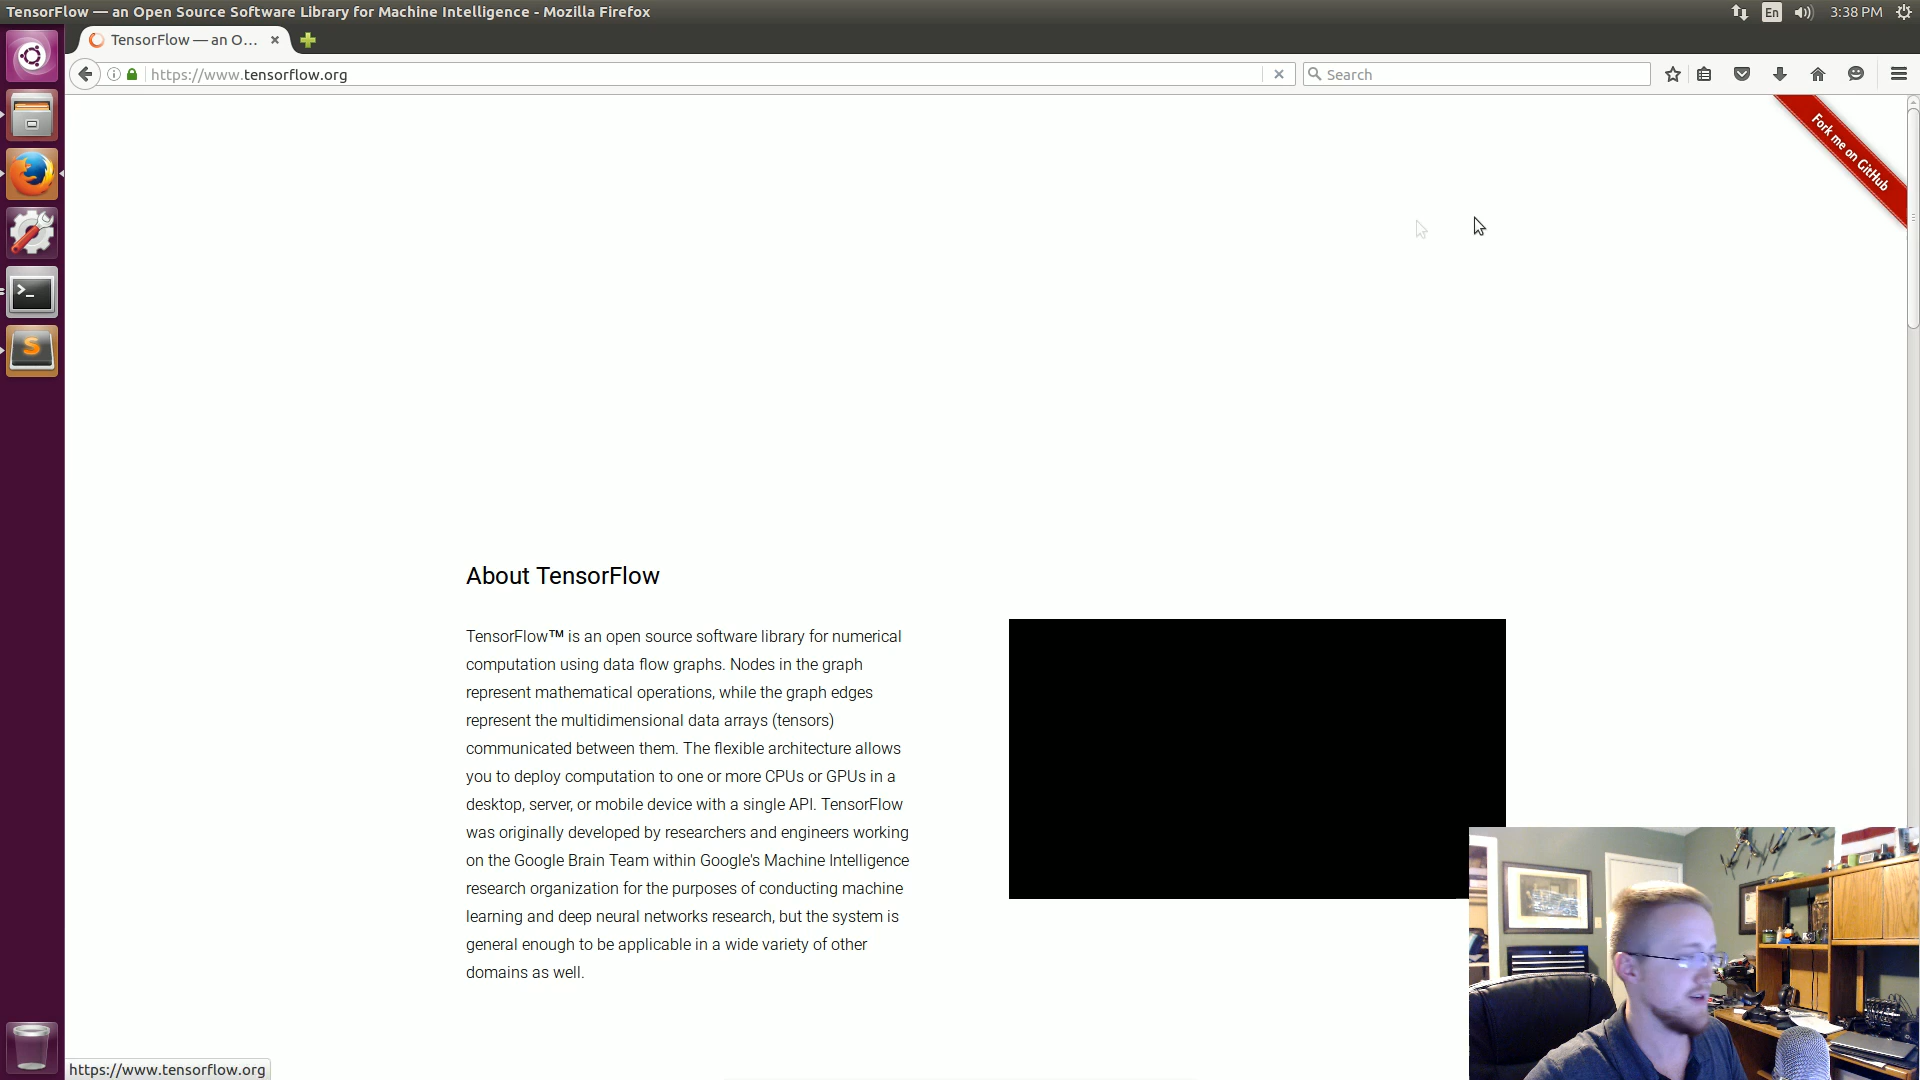 TensorFlow — an Open Source Software Library for Machine Intelligence - Mozilla Firefox
En
3:38 PM
TensorFlow — an O...
https://www.tensorflow.org
Search
Fork me on GitHub
About TensorFlow
TensorFlow™ is an open source software library for numerical
computation using data flow graphs. Nodes in the graph
represent mathematical operations, while the graph edges
represent the multidimensional data arrays (tensors)
communicated between them. The flexible architecture allows
you to deploy computation to one or more CPUs or GPUs in a
desktop, server, or mobile device with a single API. TensorFlow
was originally developed by researchers and engineers working
on the Google Brain Team within Google's Machine Intelligence
research organization for the purposes of conducting machine
learning and deep neural networks research, but the system is
general enough to be applicable in a wide variety of other
domains as well.
https://www.tensorflow.org